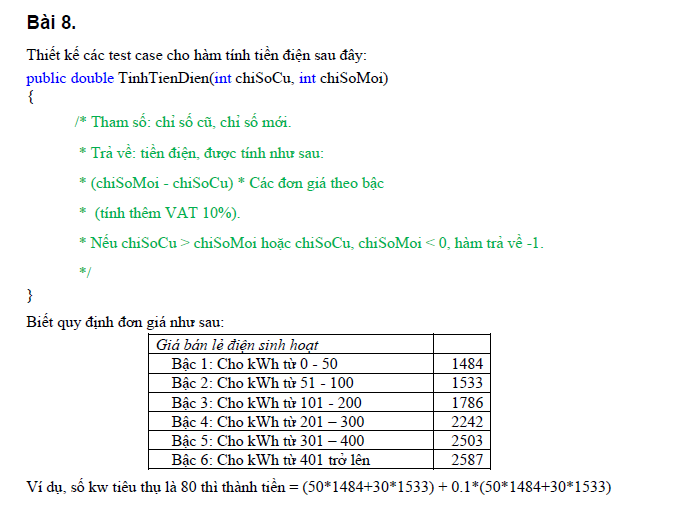 Bài 8.
Thiết kế các test case cho hàm tính tiền điện sau đây:
public double TinhTienDien(int chiSoCu, int chiSoMoi)
{
/* Tham số: chỉ số cũ, chỉ số mới.
* Trả về: tiền điện, được tính như sau:
* (chiSoMoi - chiSoCu) * Các đơn giá theo bậc
* (tính thêm VAT 10%).
* Nếu chiSoCu > chiSoMoi hoặc chiSoCu, chiSoMoi < 0, hàm trả về -1.
*/
}
Biết quy định đơn giá như sau:
Giá bán lẻ điện sinh hoạt
Bậc 1: Cho kWh từ 0 - 50 1484
Bậc 2: Cho kWh từ 51 - 100 1533
Bậc 3: Cho kWh từ 101 - 200 1786
Bậc 4: Cho kWh từ 201 – 300 2242
Bậc 5: Cho kWh từ 301 – 400 2503
Bậc 6: Cho kWh từ 401 trở lên 2587
Ví dụ, số kw tiêu thụ là 80 thì thành tiền = (50*1484+30*1533) + 0.1*(50*1484+30*1533)